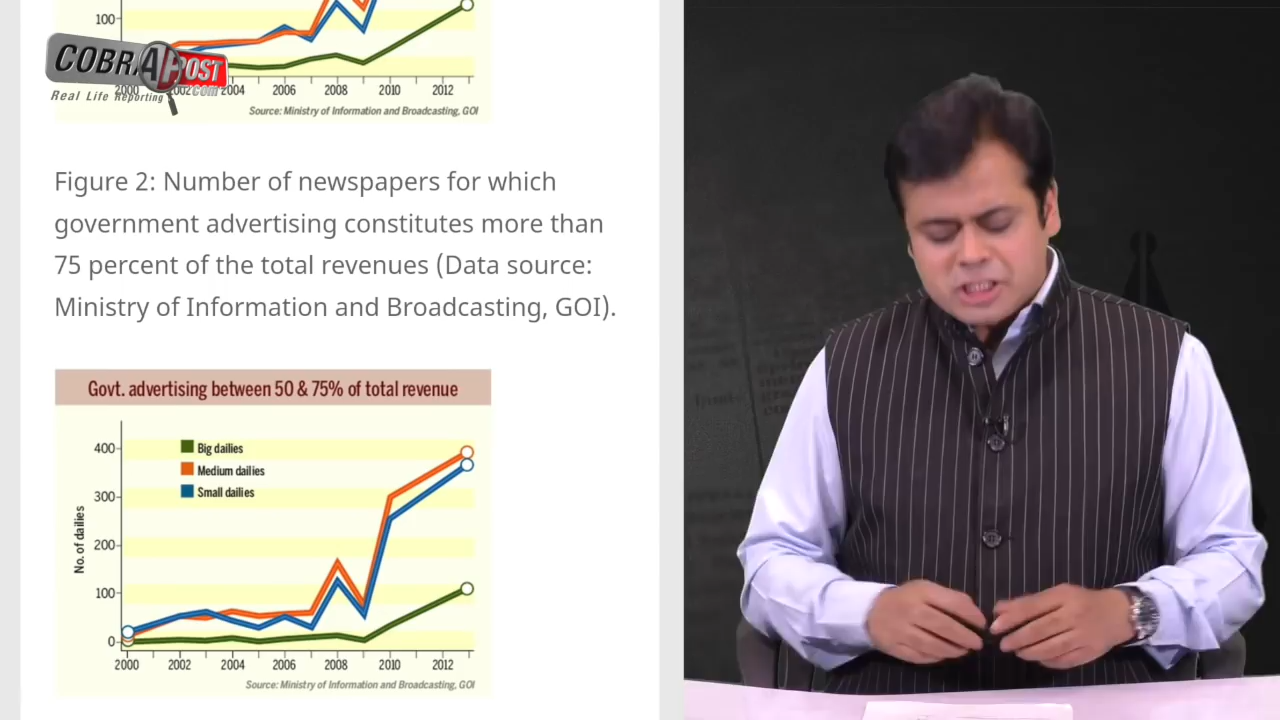 100
COBRAPOST
.com
Real Life Reporting
2000 2002 2004 2006 2008 2010 2012
Source: Ministry of Information and Broadcasting, GOI
Figure 2: Number of newspapers for which
government advertising constitutes more than
75 percent of the total revenues (Data source:
Ministry of Information and Broadcasting, GOI).
Govt. advertising between 50 & 75% of total revenue
400
Big dailies
Medium dailies
300
Small dailies
No. of dailies
200
100
0
2000 2002 2004 2006 2008 2010 2012
Source: Ministry of Information and Broadcasting, GOI